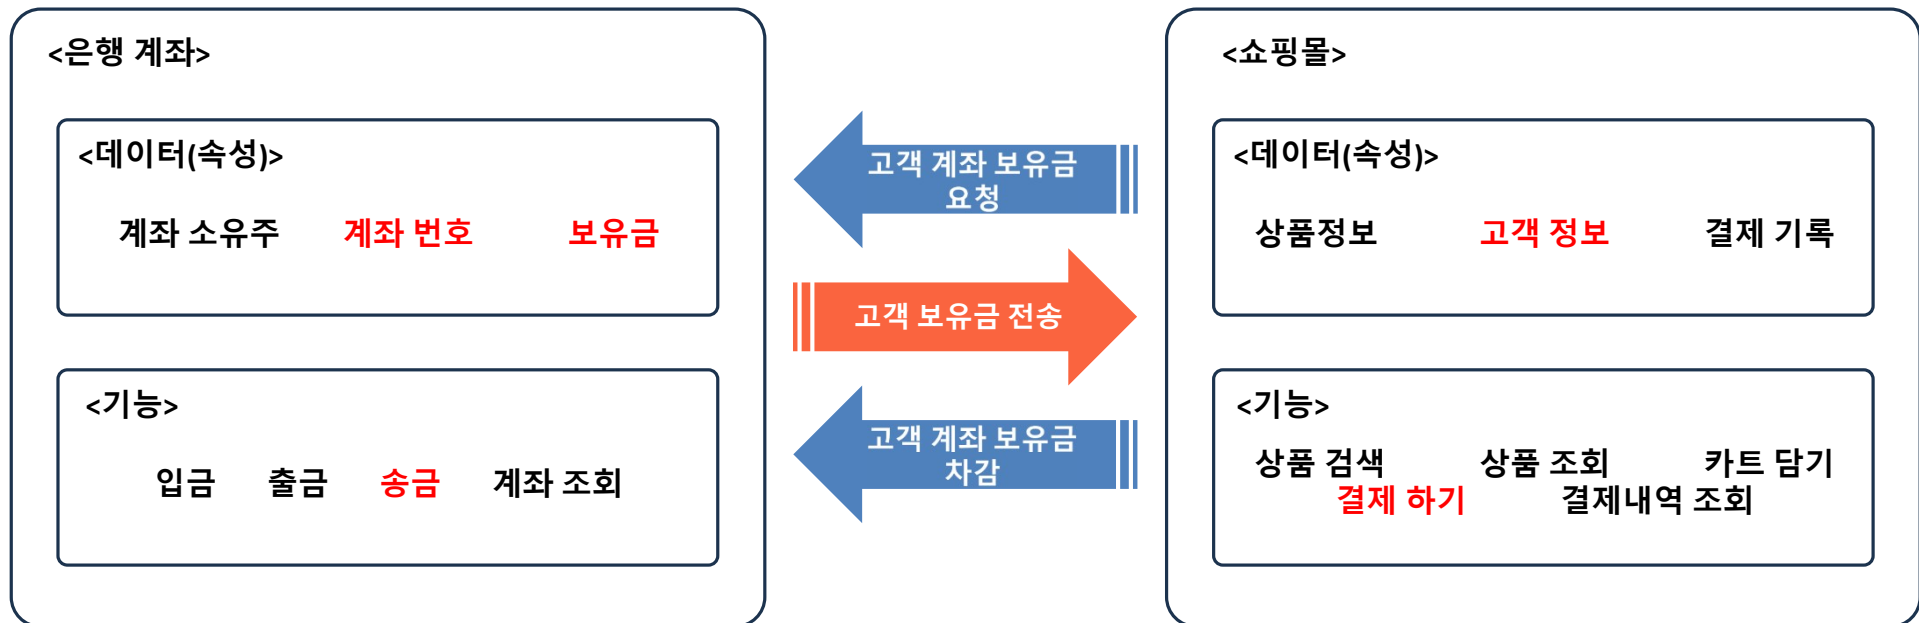 <은행 계좌>
<데이터(속성)>
계좌 소유주 계좌 번호 보유금
<기능>
입금 출금 송금 계좌 조회
고객 계좌 보유금
요청
고객 보유금 전송
고객 계좌 보유금
차감
<쇼핑몰>
<데이터(속성)>
상품정보 고객 정보 결제 기록
<기능>
상품 검색 상품 조회 카트 담기
결제 하기 결제내역 조회